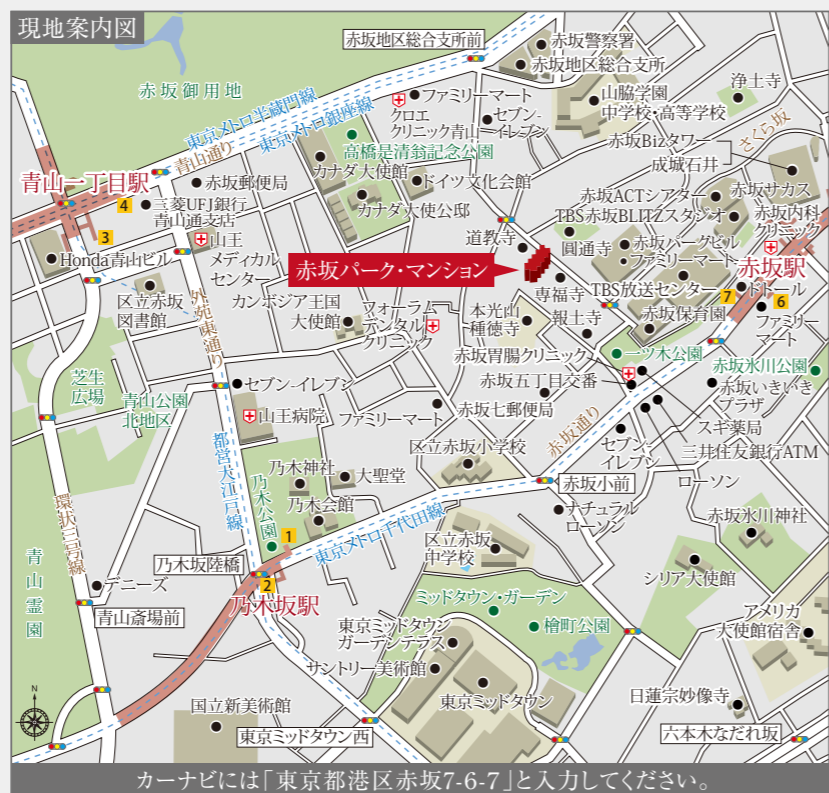 現地案内図
赤坂地区総合支所前
赤坂警察署
赤坂地区総合支所
赤坂御用地
東京メトロ半蔵門線
青山通り
東京メトロ銀座線
クロエ
クリニック青山
ファミリーマート
セブン-
イレブン
山脇学園
中学校・高等学校
浄土寺
さくら坂
赤坂Bizタワー
成城石井
高橋是清翁記念公園
カナダ大使館
ドイツ文化会館
カナダ大使公邸
青山一丁目駅
4
3
赤坂郵便局
三菱UFJ銀行
青山通支店
山王
メディカル
センター
Honda青山ビル
区立赤坂
図書館
外苑東通り
カンボジア王国
大使館
フォーラム
デンタル
クリニック
道教寺
赤坂パーク・マンション
専福寺
本光山
種徳寺
報土寺
圓通寺
赤坂ACTシアター
赤坂サカス
TBS赤坂BLITZスタジオ
赤坂内科
クリニック
赤坂パークビル
ファミリーマート
TBS放送センター
赤坂駅
7
6
ドトール
ファミリー
マート
赤坂保育園
一ツ木公園
赤坂胃腸クリニック
赤坂五丁目交番
赤坂七郵便局
赤坂氷川公園
赤坂いきいき
プラザ
スギ薬局
三井住友銀行ATM
セブン-
イレブン
ローソン
芝生
広場
青山公園
北地区
セブン-イレブン
山王病院
ファミリーマート
都営大江戸線
環状三号線
区立赤坂小学校
赤坂通り
赤坂小前
ナチュラル
ローソン
乃木神社
大聖堂
乃木会館
乃木公園
1
東京メトロ千代田線
乃木坂陸橋
2
乃木坂駅
区立赤坂
中学校
赤坂氷川神社
シリア大使館
青山霊園
デニーズ
青山斎場前
ミッドタウン・ガーデン
檜町公園
東京ミッドタウン
ガーデンテラス
サントリー美術館
東京ミッドタウン
アメリカ
大使館宿舎
日蓮宗妙像寺
N
国立新美術館
東京ミッドタウン西
六本木なだれ坂
カーナビには「東京都港区赤坂7-6-7」と入力してください。